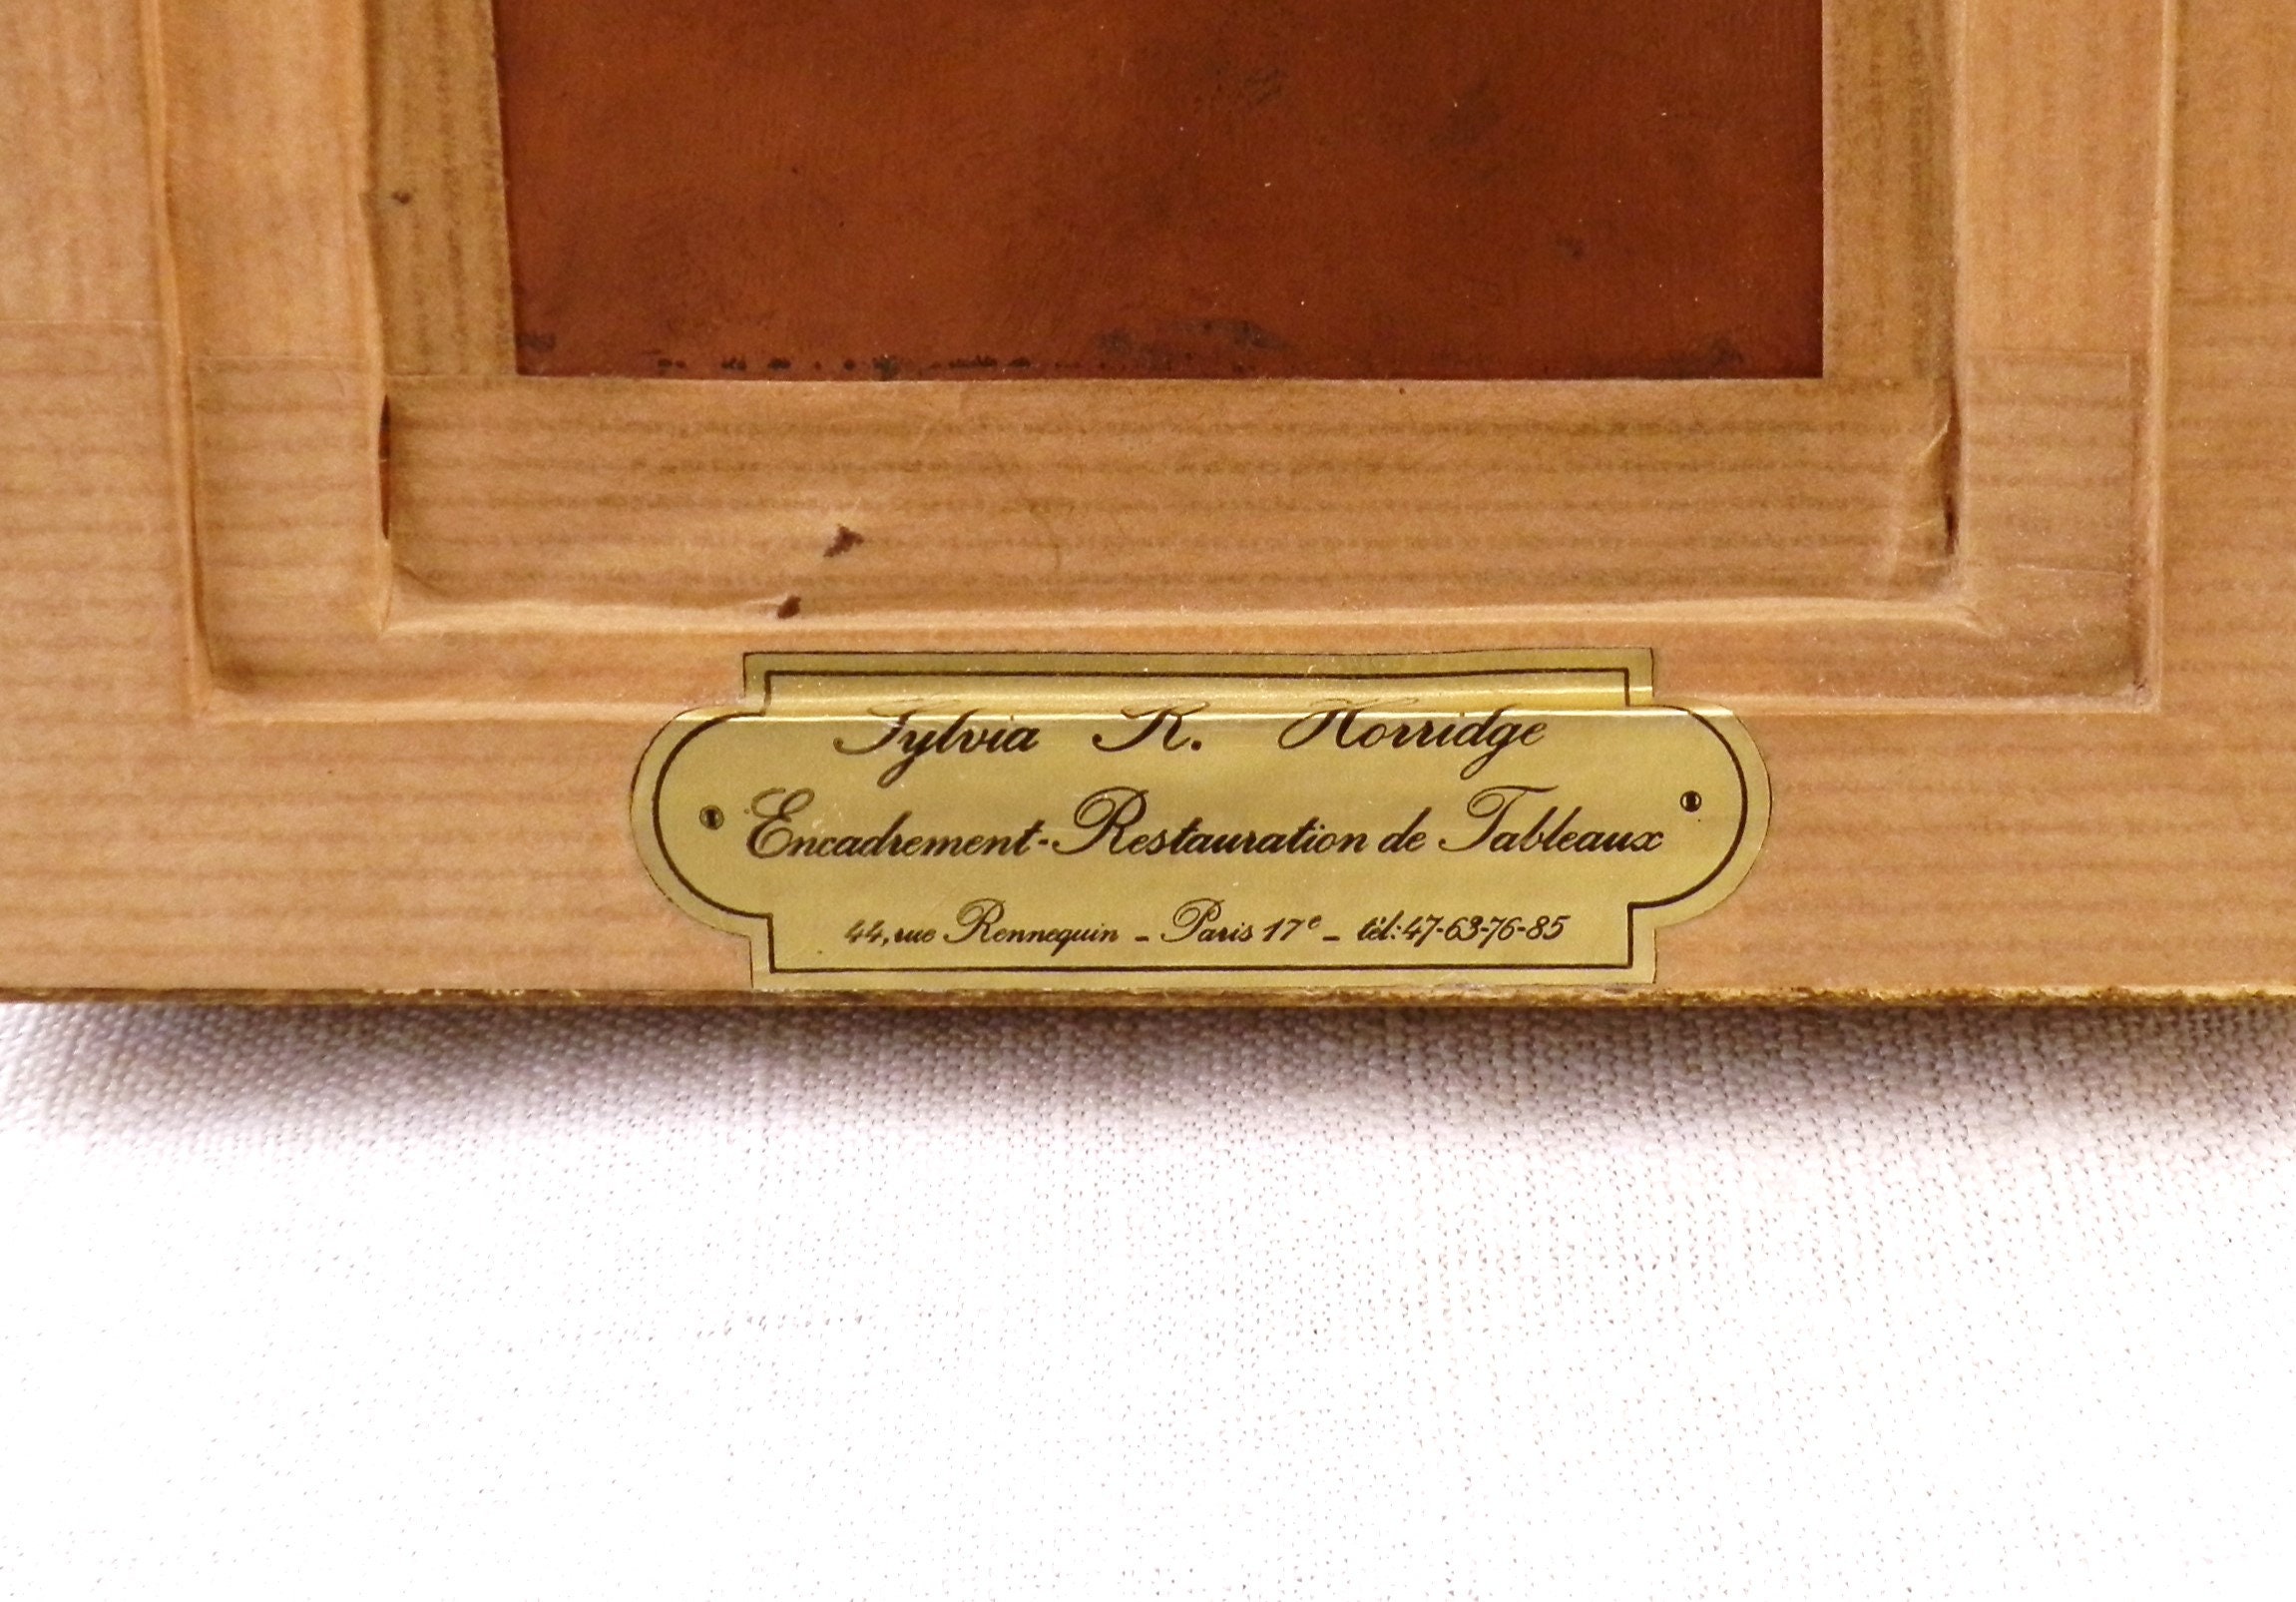 Sylvia R. Horridge
Encadrement-Restauration de Tableaux
44, rue Rennequin - Paris 17e - tél: 47-63-76-85